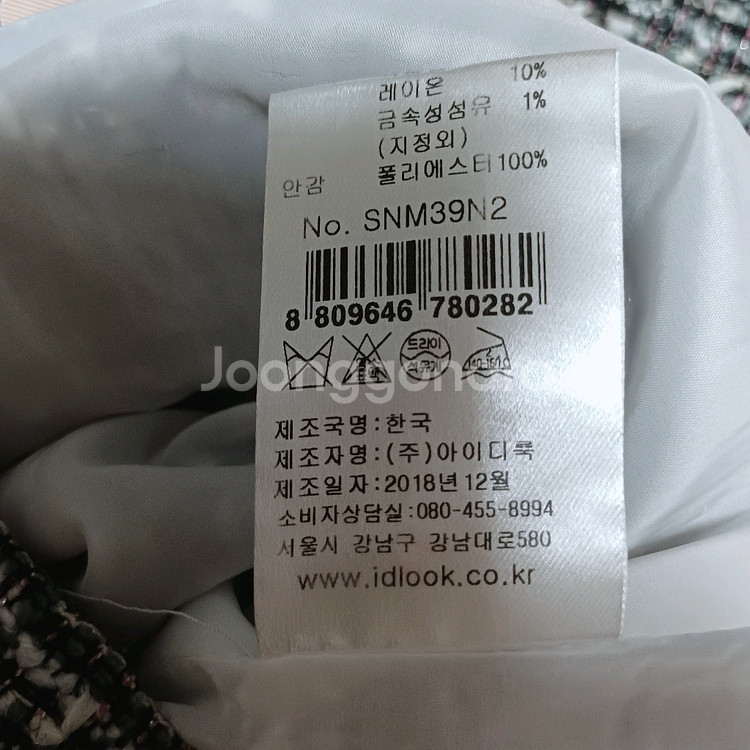 레이온 10%
금속성섬유 1%
(지정외)
안감 폴리에스터100%
No. SNM39N2
8 809646 780282
드라이
석유계
제조국명:한국
제조자명:(주)아이디룩
제조일자:2018년 12월
소비자상담실:080-455-8994
서울시 강남구 강남대로580
www.idlook.co.kr